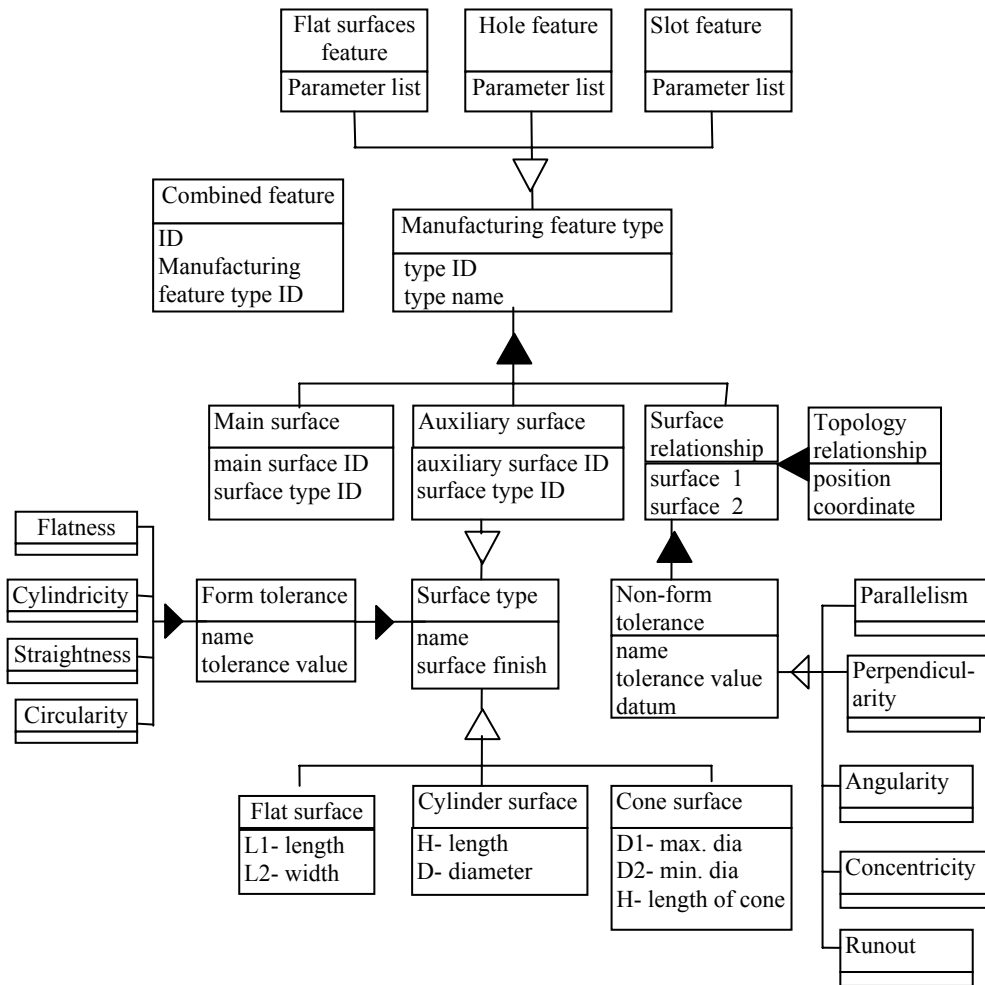 Flat surfaces
feature
Parameter list
Hole feature
Parameter list
Slot feature
Parameter list
Combined feature
ID
Manufacturing
feature type ID
Manufacturing feature type
type ID
type name
Main surface
main surface ID
surface type ID
Auxiliary surface
auxiliary surface ID
surface type ID
Surface
relationship
surface 1
surface 2
Topology
relationship
position
coordinate
Flatness
Cylindricity
Straightness
Circularity
Form tolerance
name
tolerance value
Surface type
name
surface finish
Non-form
tolerance
name
tolerance value
datum
Parallelism
Perpendicul-
arity
Angularity
Concentricity
Runout
Flat surface
L1- length
L2- width
Cylinder surface
H- length
D- diameter
Cone surface
D1- max. dia
D2- min. dia
H- length of cone